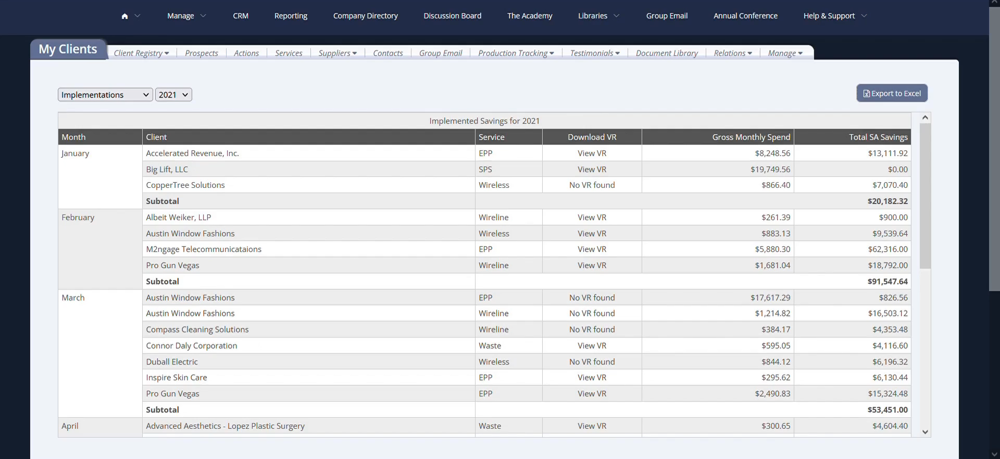 Manage CRM Reporting Company Directory Discussion Board The Academy Libraries Group Email Annual Conference Help & Support
My Clients Client Registry Prospects Actions Services Suppliers Contacts Group Email Production Tracking Testimonials Document Library Relations Manage
Implementations 2021 Export to Excel
Implemented Savings for 2021
Month Client Service Download VR Gross Monthly Spend Total SA Savings
January Accelerated Revenue, Inc. EPP View VR $8,248.56 $13,111.92
Big Lift, LLC SPS View VR $19,749.56 $0.00
CopperTree Solutions Wireless No VR found $866.40 $7,070.40
Subtotal $20,182.32
February Albeit Weiker, LLP Wireline View VR $261.39 $900.00
Austin Window Fashions Wireless View VR $883.13 $9,539.64
M2ngage Telecommunicataions EPP View VR $5,880.30 $62,316.00
Pro Gun Vegas Wireline View VR $1,681.04 $18,792.00
Subtotal $91,547.64
March Austin Window Fashions EPP No VR found $17,617.29 $826.56
Austin Window Fashions Wireline No VR found $1,214.82 $16,503.12
Compass Cleaning Solutions Wireline No VR found $384.17 $4,353.48
Connor Daly Corporation Waste View VR $595.05 $4,116.60
Duball Electric Wireless No VR found $844.12 $6,196.32
Inspire Skin Care EPP View VR $295.62 $6,130.44
Pro Gun Vegas EPP View VR $2,490.83 $15,324.48
Subtotal $53,451.00
April Advanced Aesthetics - Lopez Plastic Surgery Waste View VR $300.65 $4,604.40